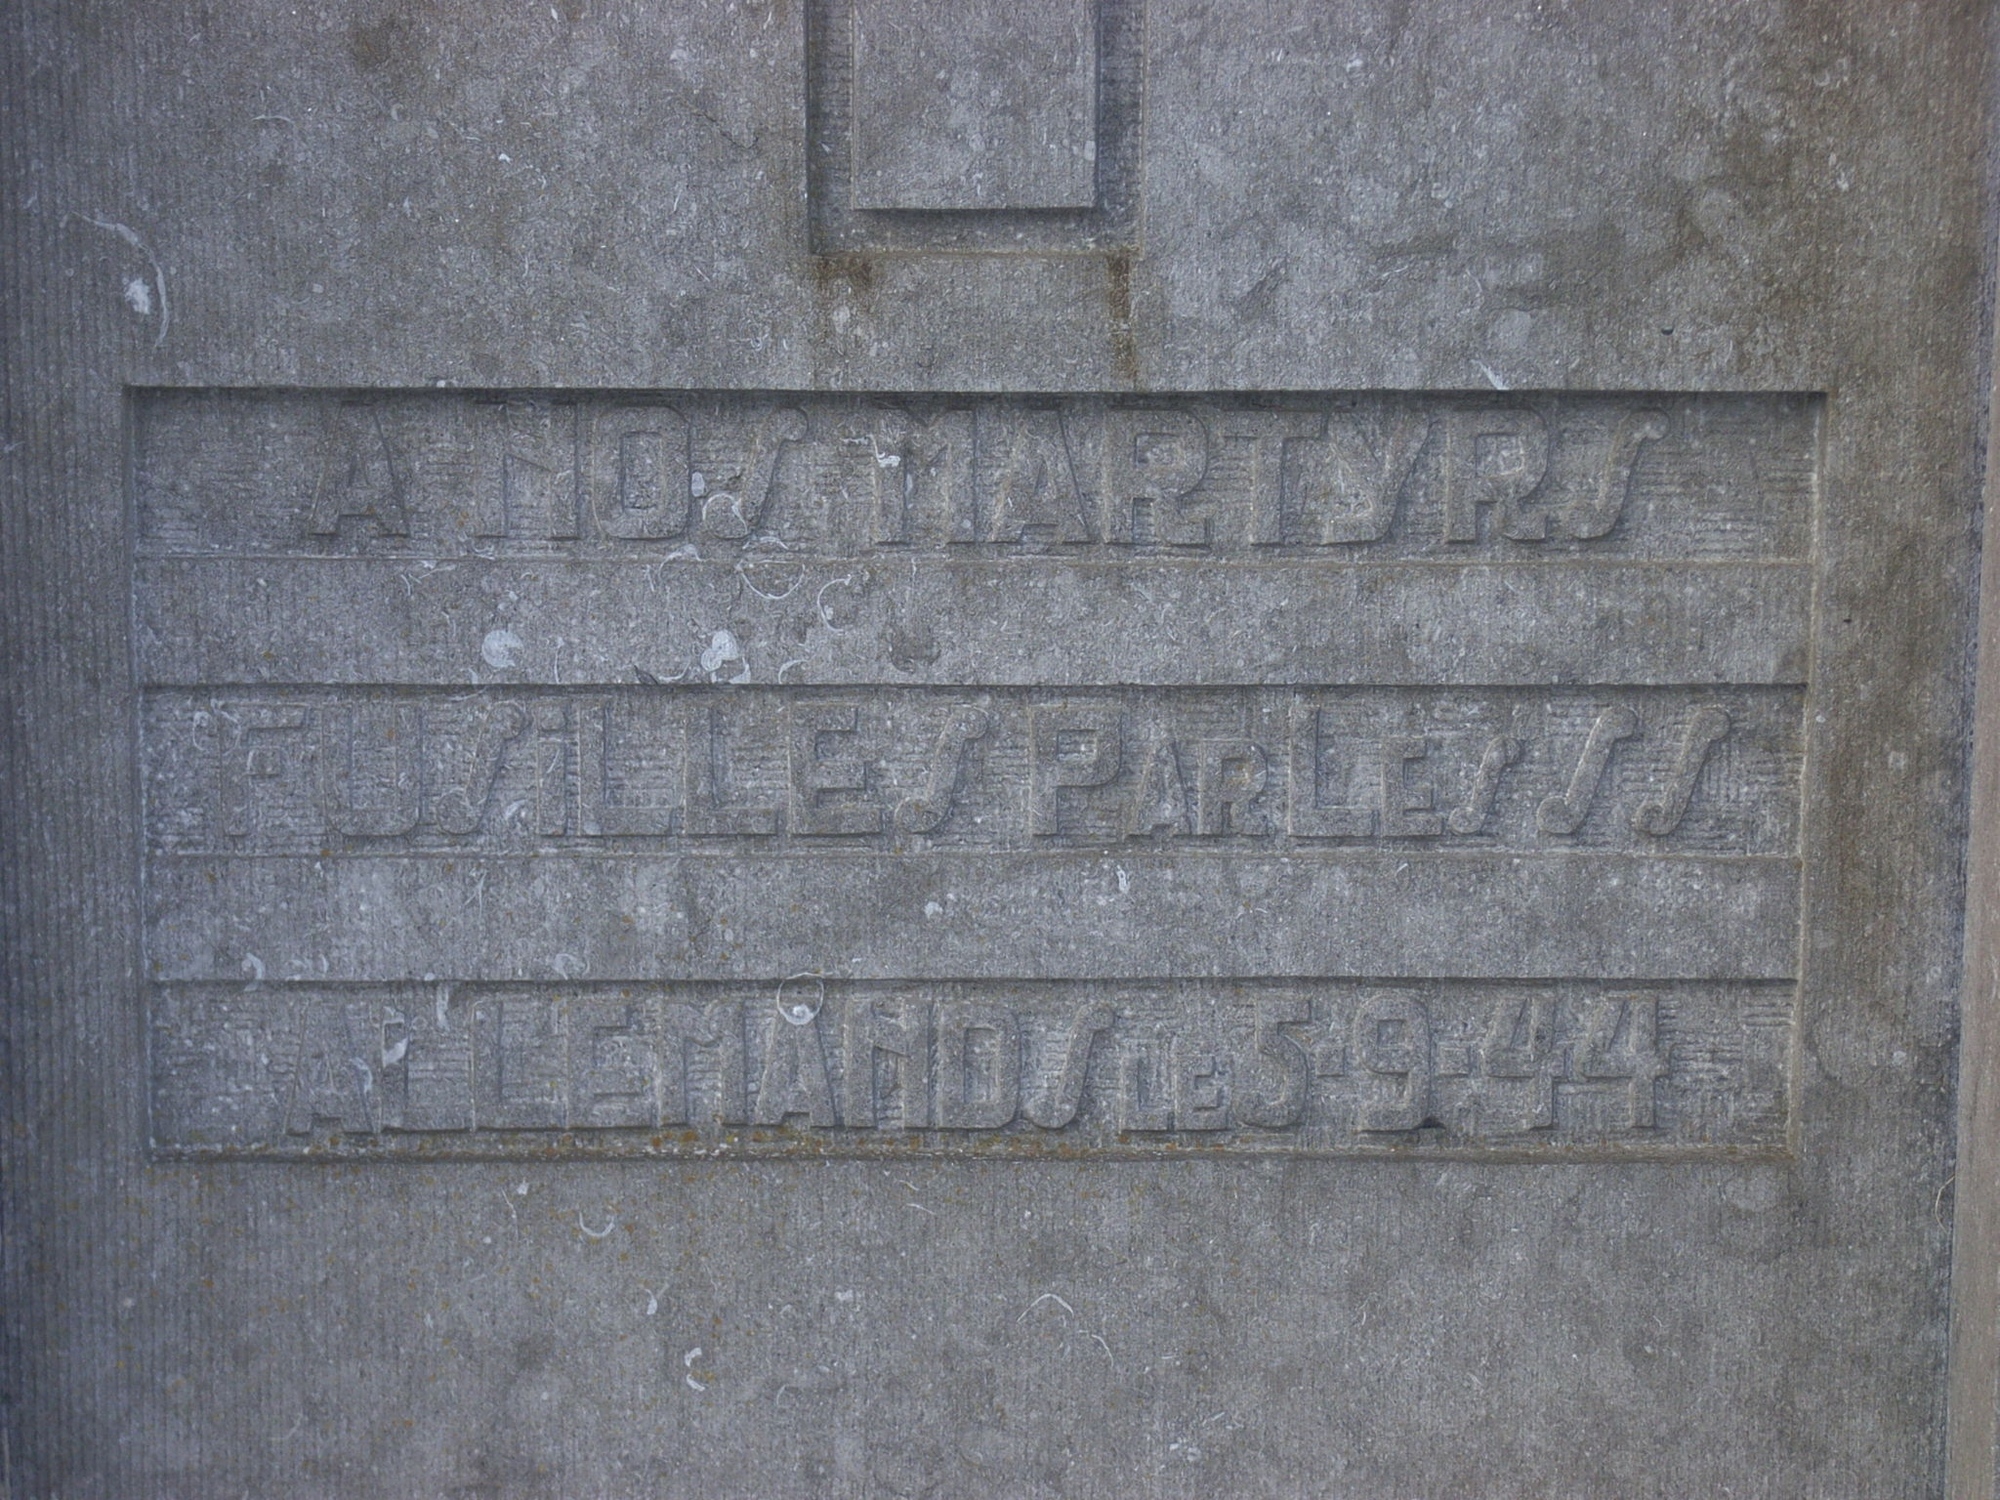 A NOS MARTYRS
FUSiLLES PAR LES SS
ALLEMANDS LE 5-9-44